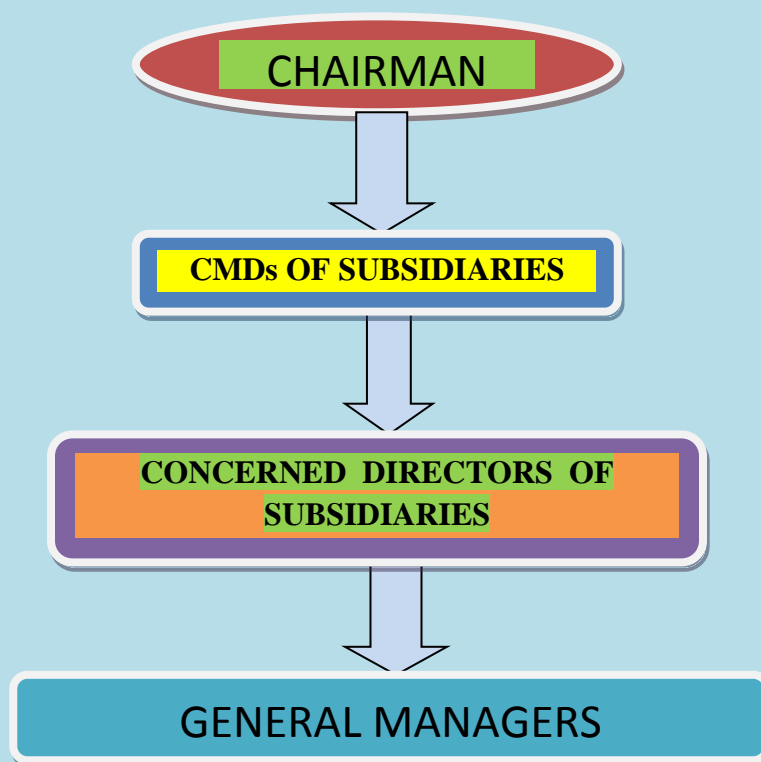 CHAIRMAN
CMDs OF SUBSIDIARIES
CONCERNED DIRECTORS OF
SUBSIDIARIES
GENERAL MANAGERS